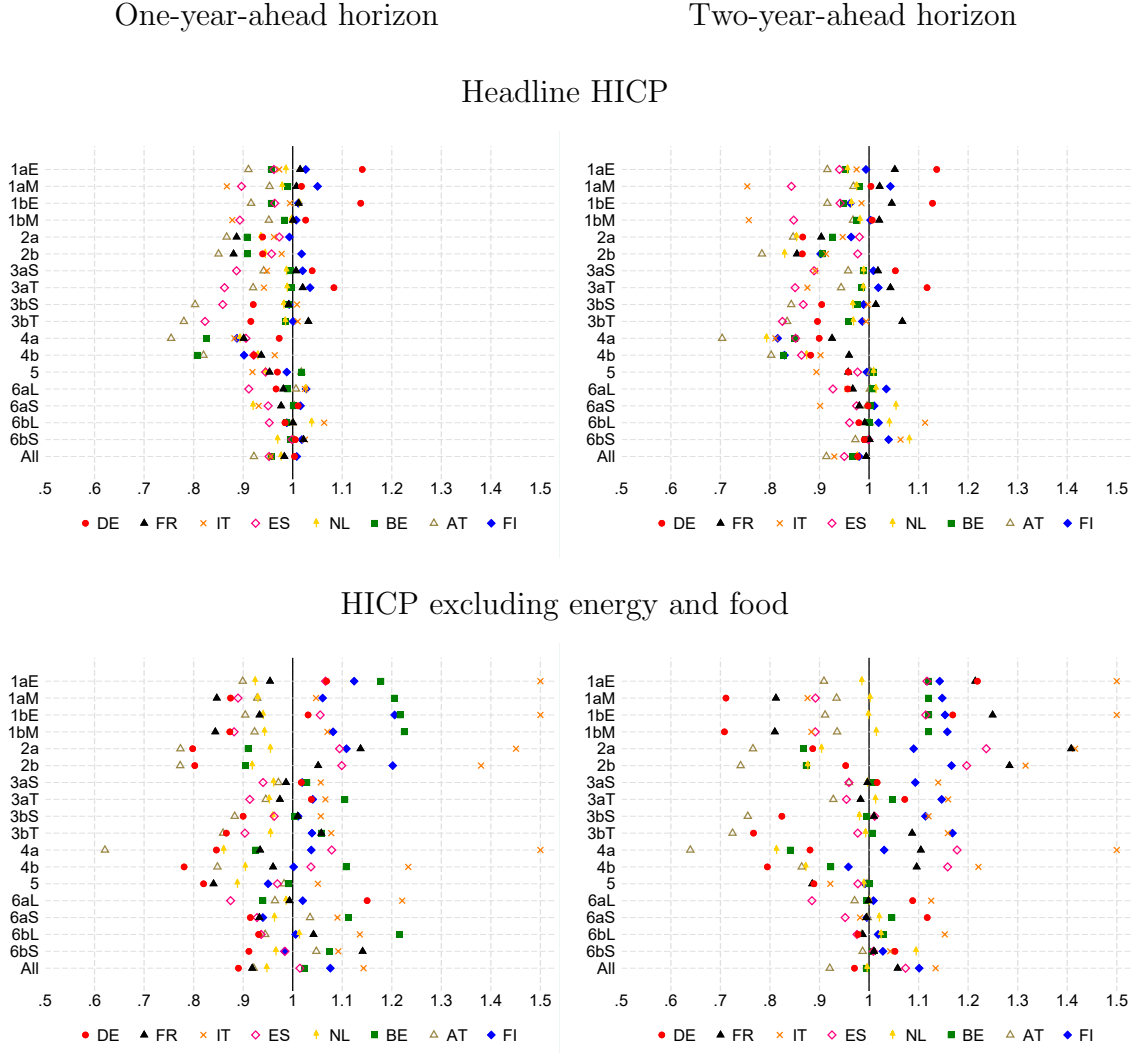 One-year-ahead horizon Two-year-ahead horizon
Headline HICP
1aE 1aE
1aM 1aM
1bE 1bE
1bM 1bM
2a 2a
2b 2b
3aS 3aS
3aT 3aT
3bS 3bS
3bT 3bT
4a 4a
4b 4b
5 5
6aL 6aL
6aS 6aS
6bL 6bL
6bS 6bS
All All
.5 .6 .7 .8 .9 1 1.1 1.2 1.3 1.4 1.5 .5 .6 .7 .8 .9 1 1.1 1.2 1.3 1.4 1.5
DE FR IT ES NL BE AT FI DE FR IT ES NL BE AT FI
HICP excluding energy and food
1aE 1aE
1aM 1aM
1bE 1bE
1bM 1bM
2a 2a
2b 2b
3aS 3aS
3aT 3aT
3bS 3bS
3bT 3bT
4a 4a
4b 4b
5 5
6aL 6aL
6aS 6aS
6bL 6bL
6bS 6bS
All All
.5 .6 .7 .8 .9 1 1.1 1.2 1.3 1.4 1.5 .5 .6 .7 .8 .9 1 1.1 1.2 1.3 1.4 1.5
DE FR IT ES NL BE AT FI DE FR IT ES NL BE AT FI